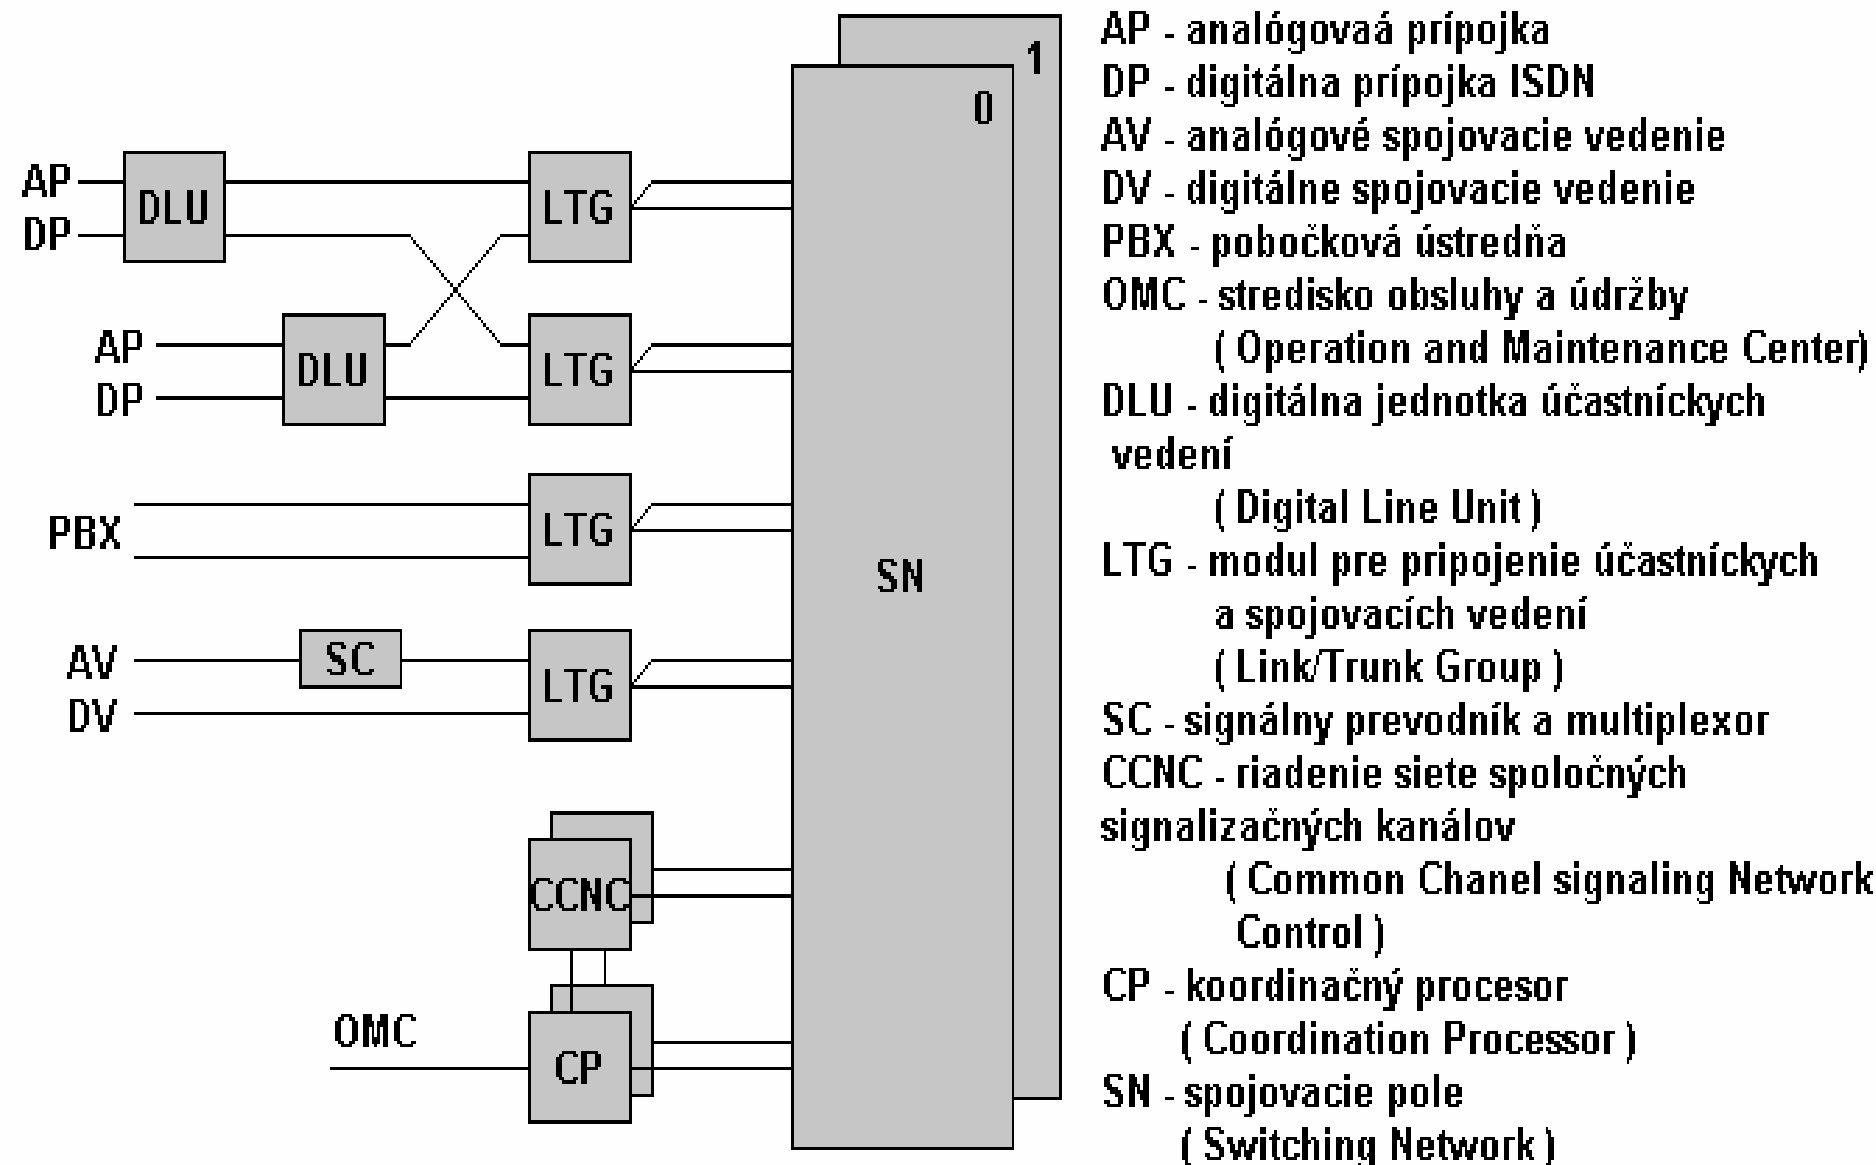 1
0
AP
DP
DLU
LTG
AP
DP
DLU
LTG
PBX
LTG
SN
AV
DV
SC
LTG
CCNC
OMC
CP
AP - analógovaá prípojka
DP - digitálna prípojka ISDN
AV - analógové spojovacie vedenie
DV - digitálne spojovacie vedenie
PBX - pobočková ústredňa
OMC - stredisko obsluhy a údržby
( Operation and Maintenance Center)
DLU - digitálna jednotka účastníckych
vedení
( Digital Line Unit )
LTG - modul pre pripojenie účastníckych
a spojovacích vedení
( Link/Trunk Group )
SC - signálny prevodník a multiplexor
CCNC - riadenie siete spoločných
signalizačných kanálov
( Common Chanel signaling Network
Control )
CP - koordinačný procesor
( Coordination Processor )
SN - spojovacie pole
( Switching Network )